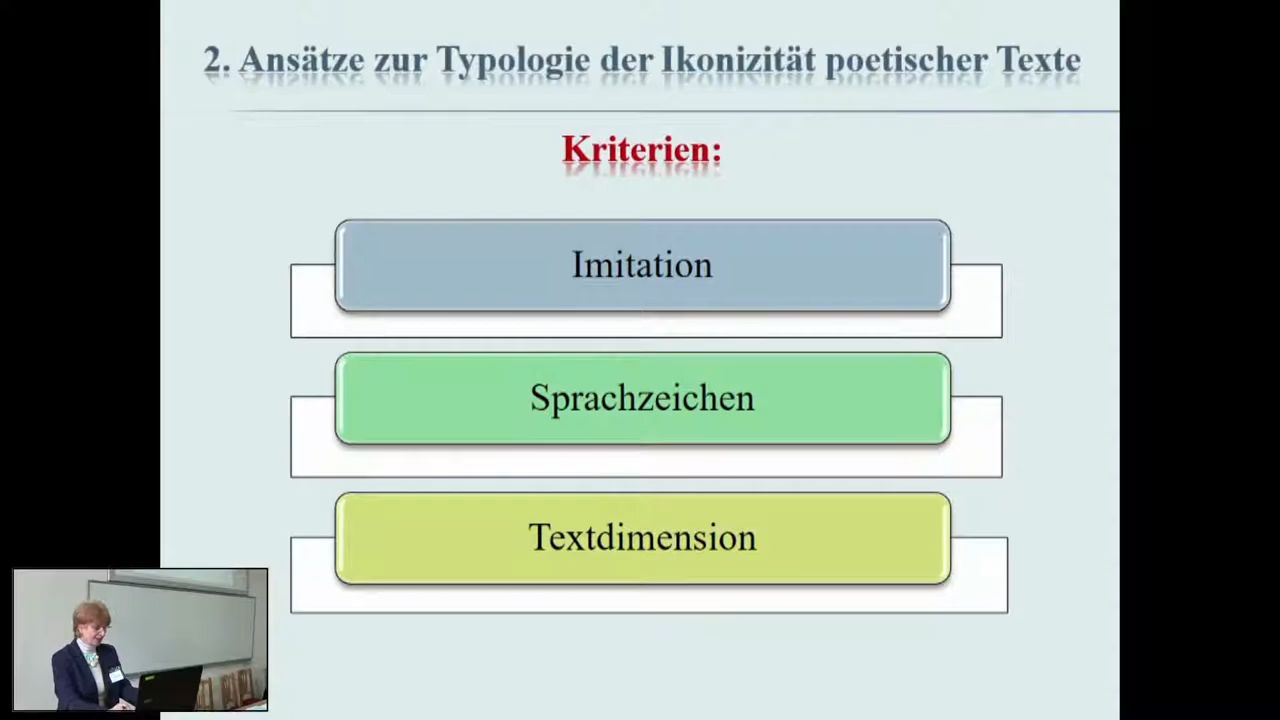 2. Ansätze zur Typologie der Ikonizität poetischer Texte
Kriterien:
Imitation
Sprachzeichen
Textdimension